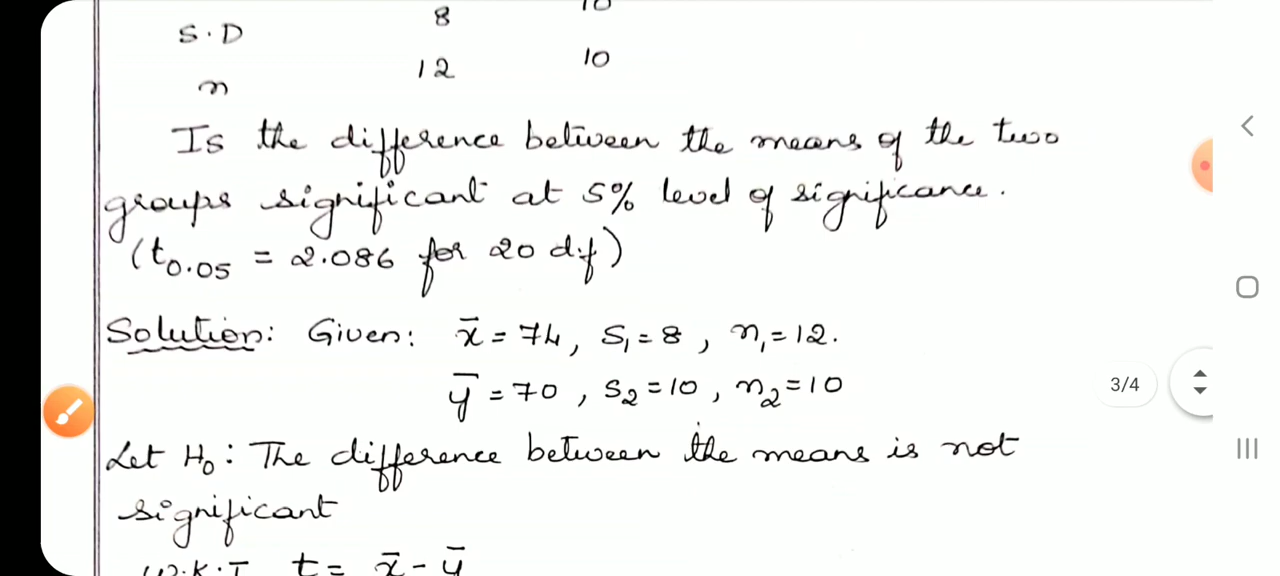 8 10
S.D
12 10
n
Is the difference between the means of the two
groups significant at 5% level of significance.
(t0.05 = 2.086 for 20 d.f)
Solution: Given: x̄ = 74, S₁ = 8, n₁ = 12.
ȳ = 70, S₂ = 10, n₂ = 10
Let H₀: The difference between the means is not
significant
W.K.T t = x̄ - ȳ
3/4